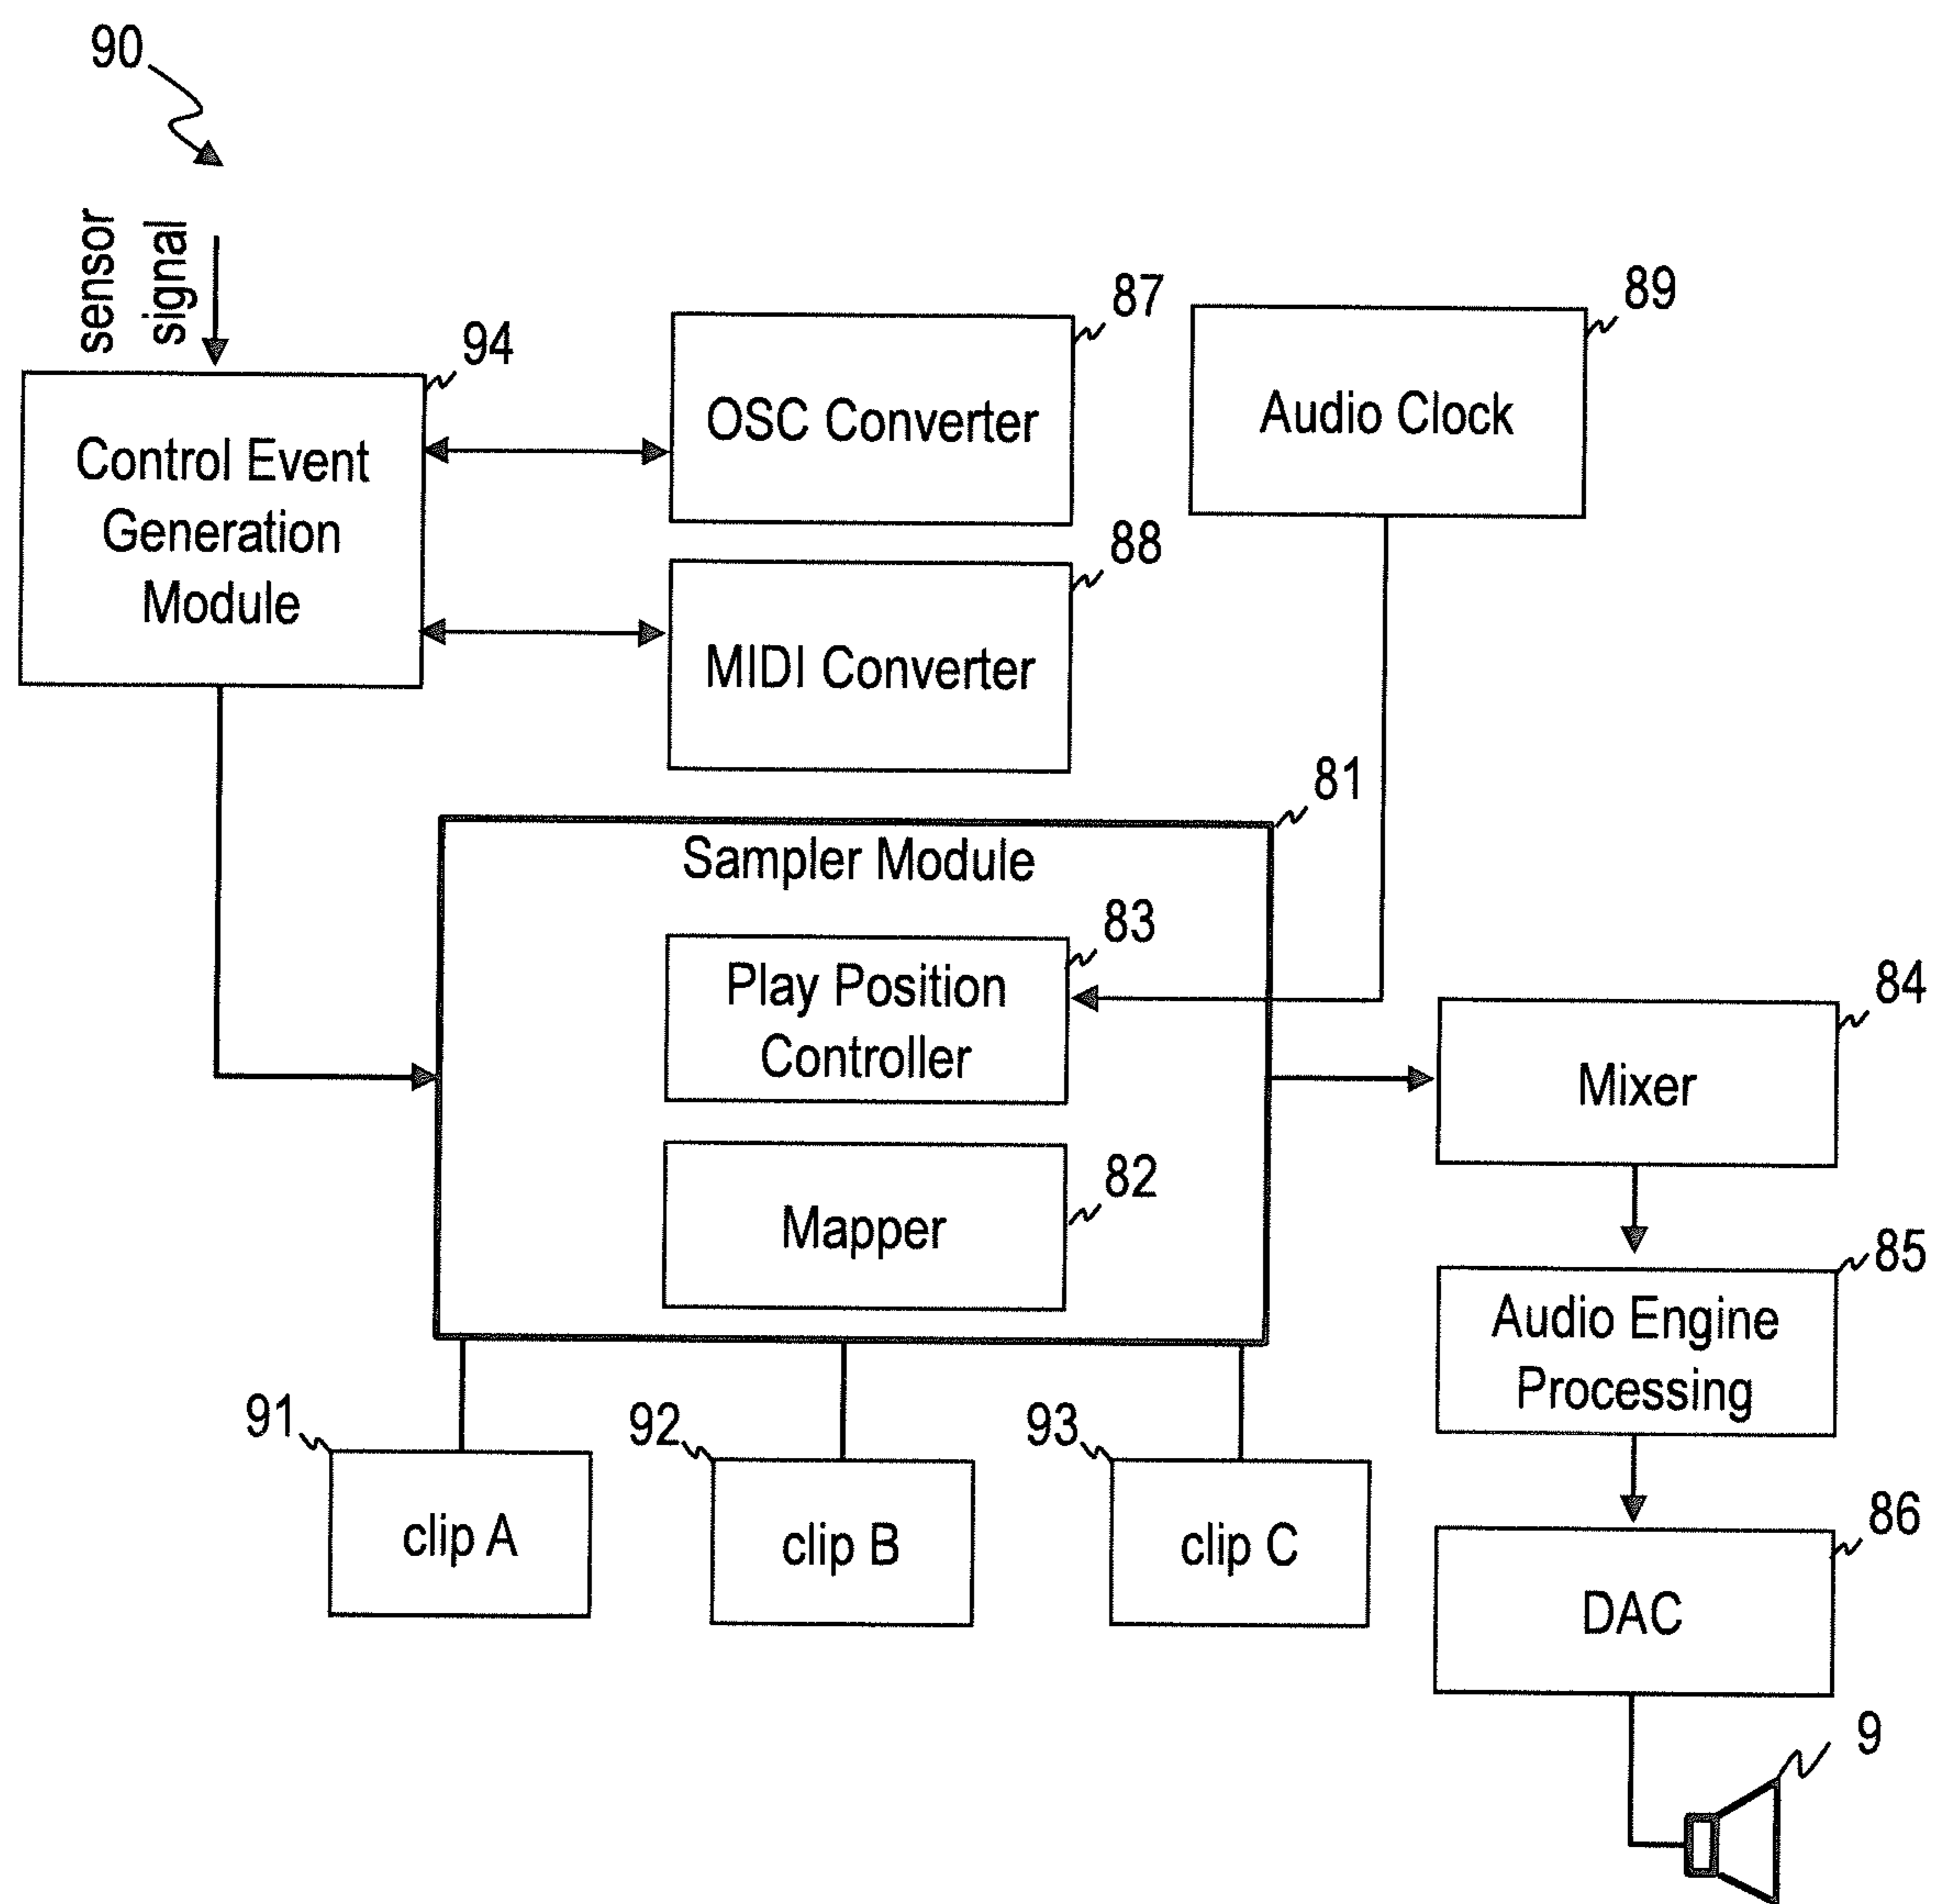 90
sensor
signal
94
Control Event
Generation
Module
87
OSC Converter
88
MIDI Converter
89
Audio Clock
81
Sampler Module
83
Play Position
Controller
82
Mapper
84
Mixer
85
Audio Engine
Processing
86
DAC
9
91
clip A
92
clip B
93
clip C